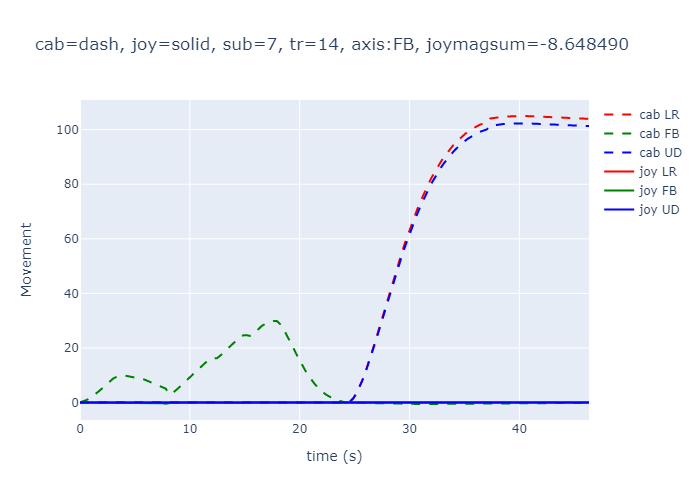 cab=dash, joy=solid, sub=7, tr=14, axis:FB, joymagsum=-8.648490
cab LR
cab FB
cab UD
joy LR
joy FB
joy UD
Movement
100
80
60
40
20
0
0 10 20 30 40
time (s)